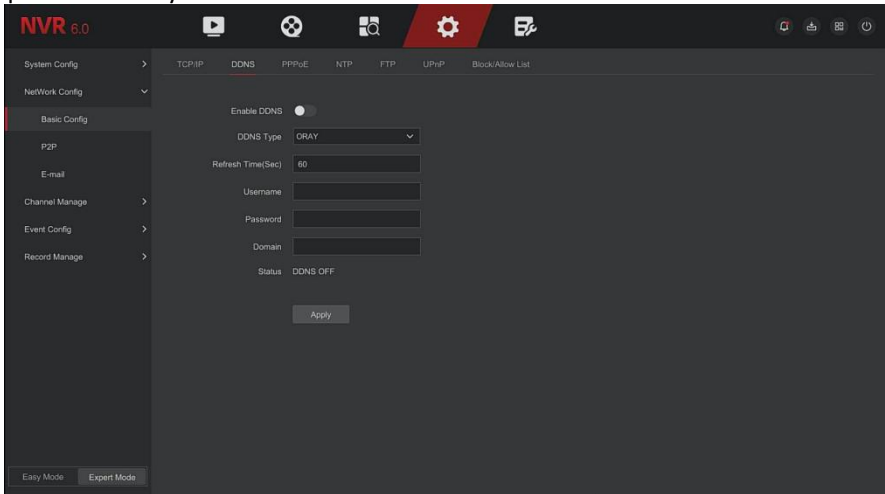 NVR 6.0
System Config
NetWork Config
Basic Config
P2P
E-mail
Channel Manage
Event Config
Record Manage
Easy Mode Expert Mode
TCP/IP DDNS PPPoE NTP FTP UPnP Block/Allow List
Enable DDNS
DDNS Type ORAY
Refresh Time(Sec) 60
Username
Password
Domain
Status DDNS OFF
Apply